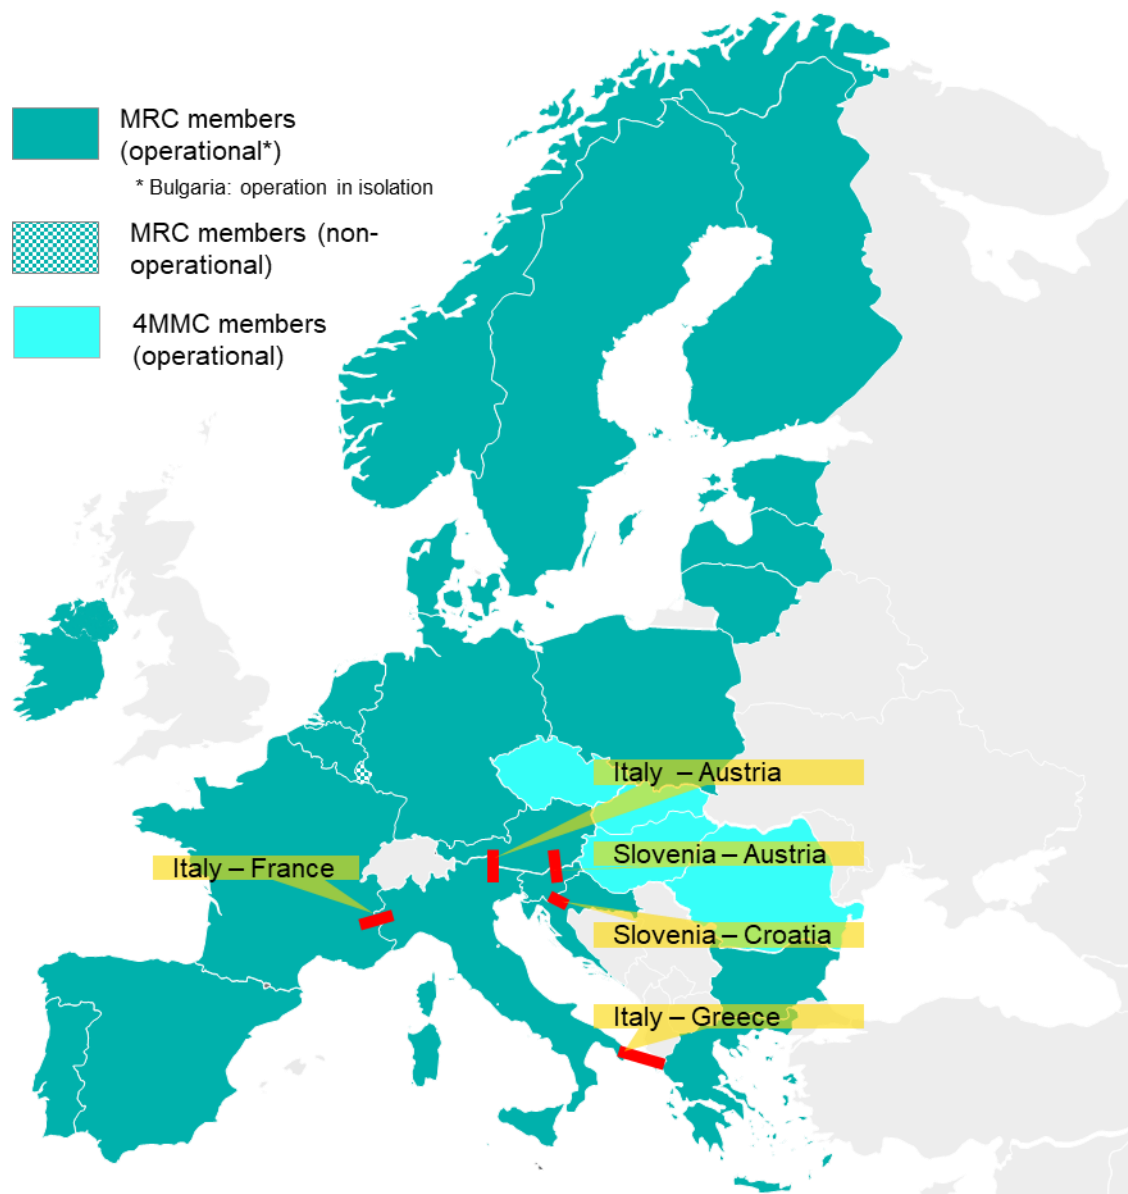 MRC members
(operational*)
* Bulgaria: operation in isolation
MRC members (non-
operational)
4MMC members
(operational)
Italy – Austria
Slovenia – Austria
Italy – France
Slovenia – Croatia
Italy – Greece